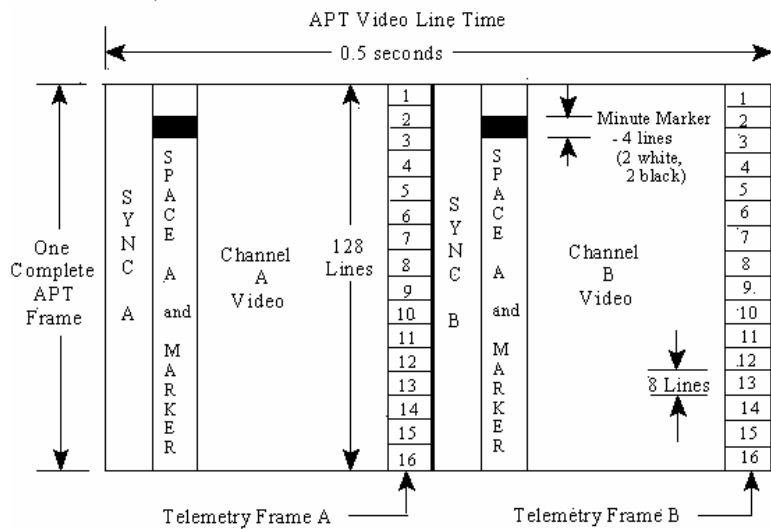 APT Video Line Time
0.5 seconds
One
Complete
APT
Frame
SYNC A
SPACE A and MARKER
Channel
A
Video
128
Lines
1
2
3
4
5
6
7
8
9
10
11
12
13
14
15
16
SYNC B
SPACE A and MARKER
Minute Marker
- 4 lines
(2 white,
2 black)
Channel
B
Video
8 Lines
1
2
3
4
5
6
7
8
9
10
11
12
13
14
15
16
Telemetry Frame A
Telemetry Frame B